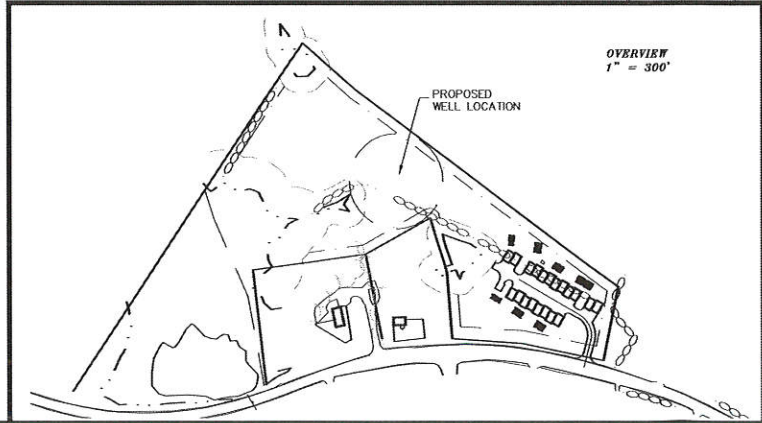 OVERVIEW
1" = 300'
PROPOSED
WELL LOCATION